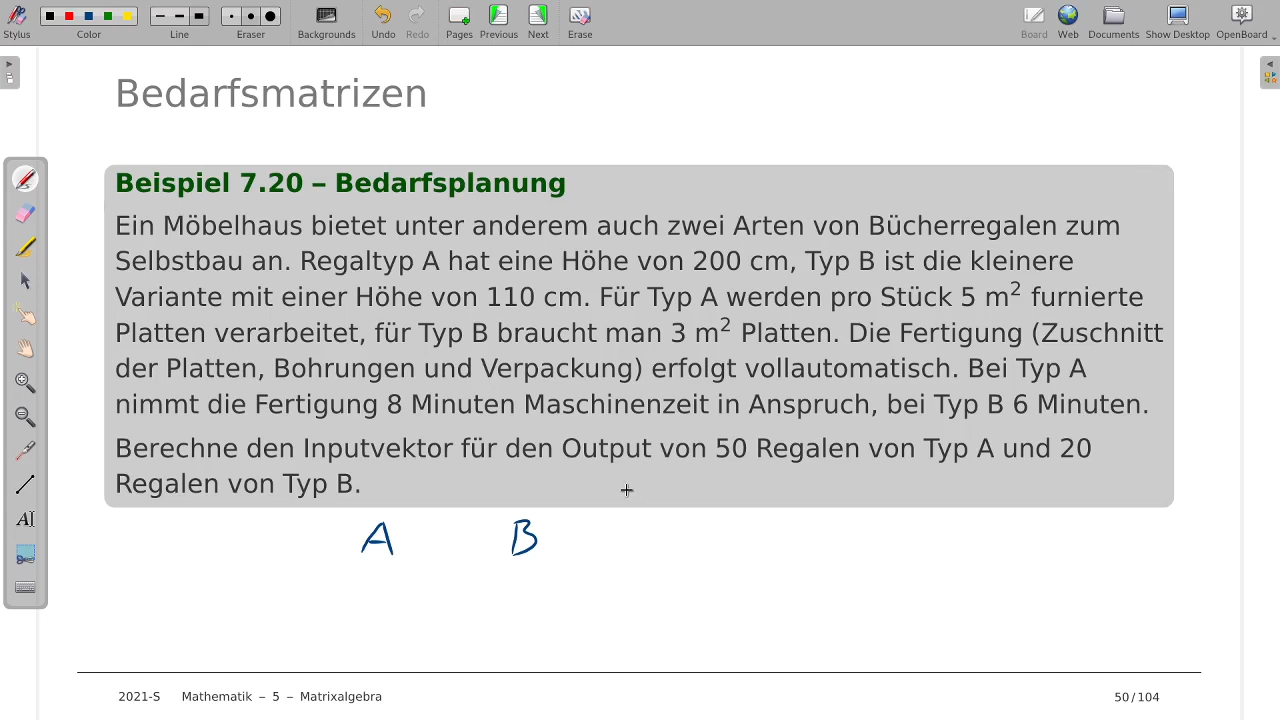 Stylus Color Line Eraser Backgrounds Undo Redo Pages Previous Next Erase Board Web Documents Show Desktop OpenBoard
Bedarfsmatrizen
Beispiel 7.20 – Bedarfsplanung
Ein Möbelhaus bietet unter anderem auch zwei Arten von Bücherregalen zum
Selbstbau an. Regaltyp A hat eine Höhe von 200 cm, Typ B ist die kleinere
Variante mit einer Höhe von 110 cm. Für Typ A werden pro Stück 5 m² furnierte
Platten verarbeitet, für Typ B braucht man 3 m² Platten. Die Fertigung (Zuschnitt
der Platten, Bohrungen und Verpackung) erfolgt vollautomatisch. Bei Typ A
nimmt die Fertigung 8 Minuten Maschinenzeit in Anspruch, bei Typ B 6 Minuten.
Berechne den Inputvektor für den Output von 50 Regalen von Typ A und 20
Regalen von Typ B.
A B
2021-S Mathematik – 5 – Matrixalgebra 50/104